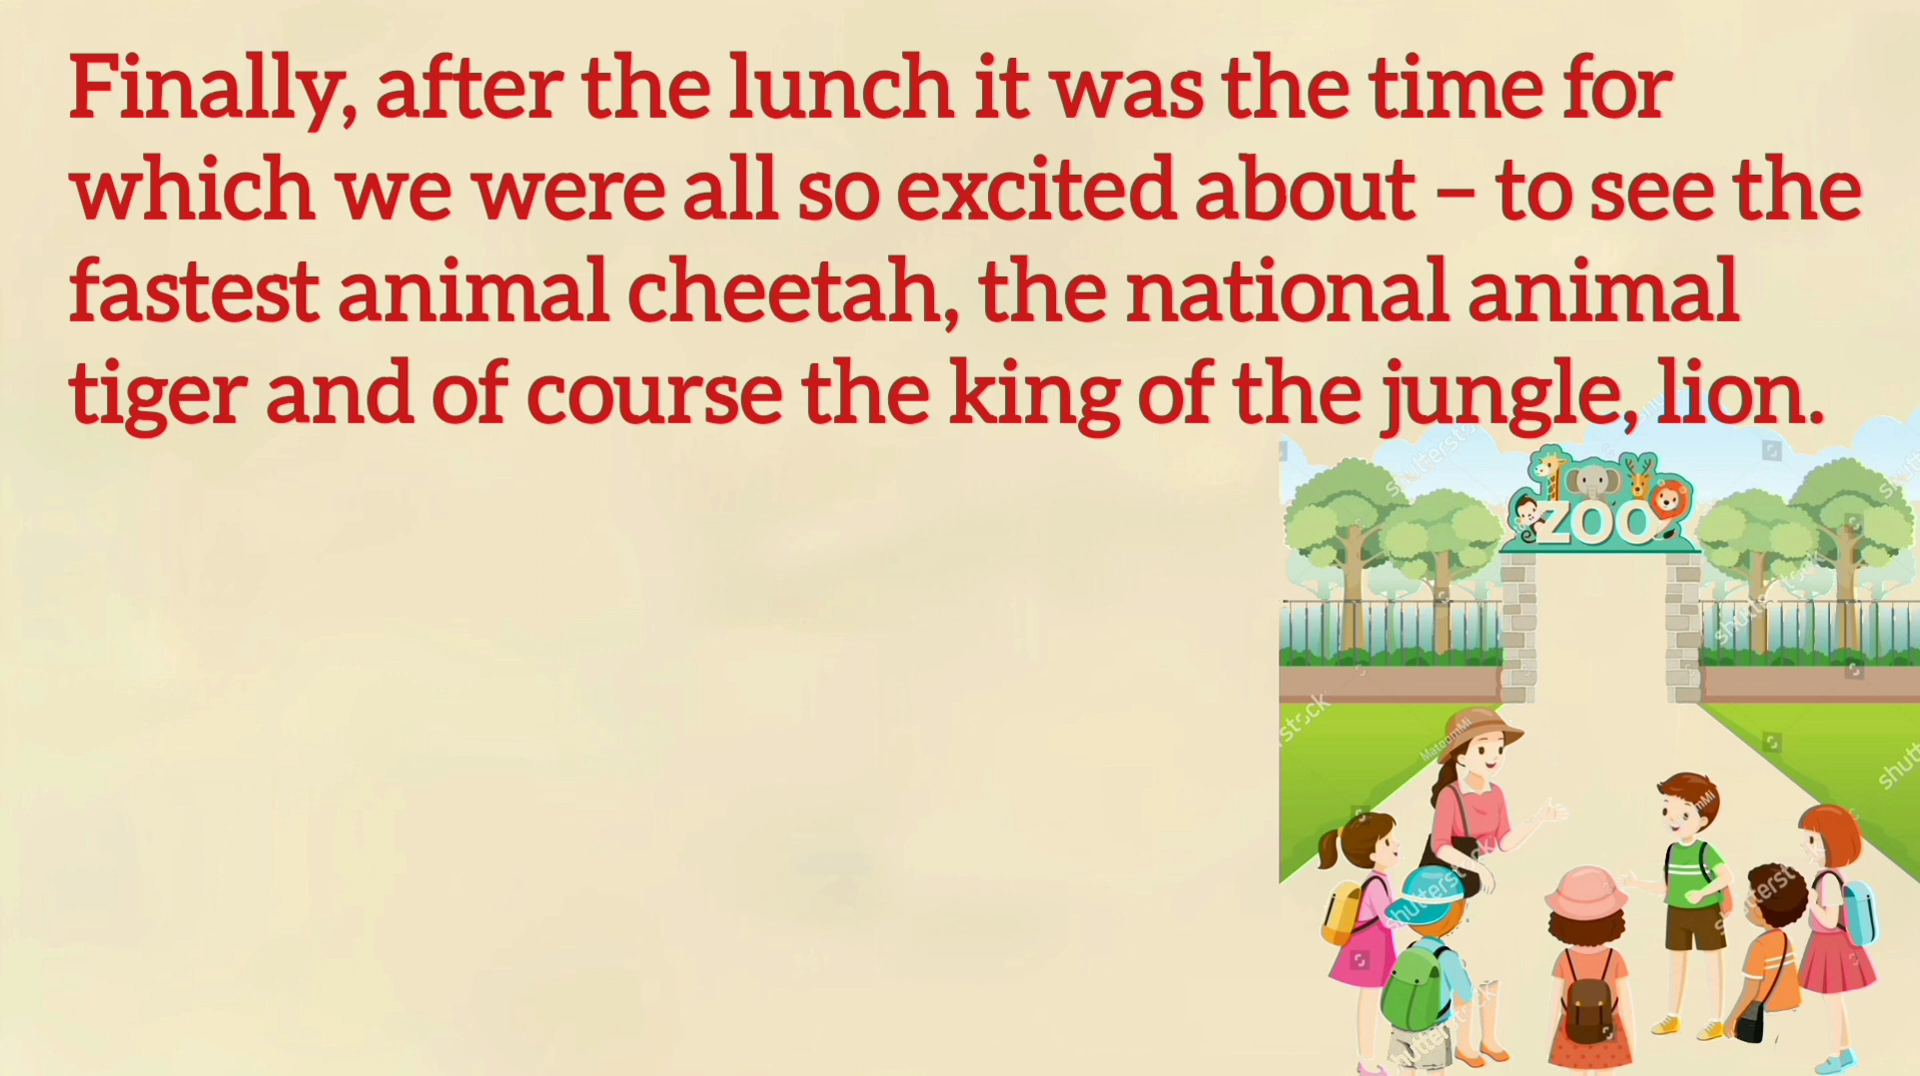 Finally, after the lunch it was the time for
which we were all so excited about – to see the
fastest animal cheetah, the national animal
tiger and of course the king of the jungle, lion.
ZOO